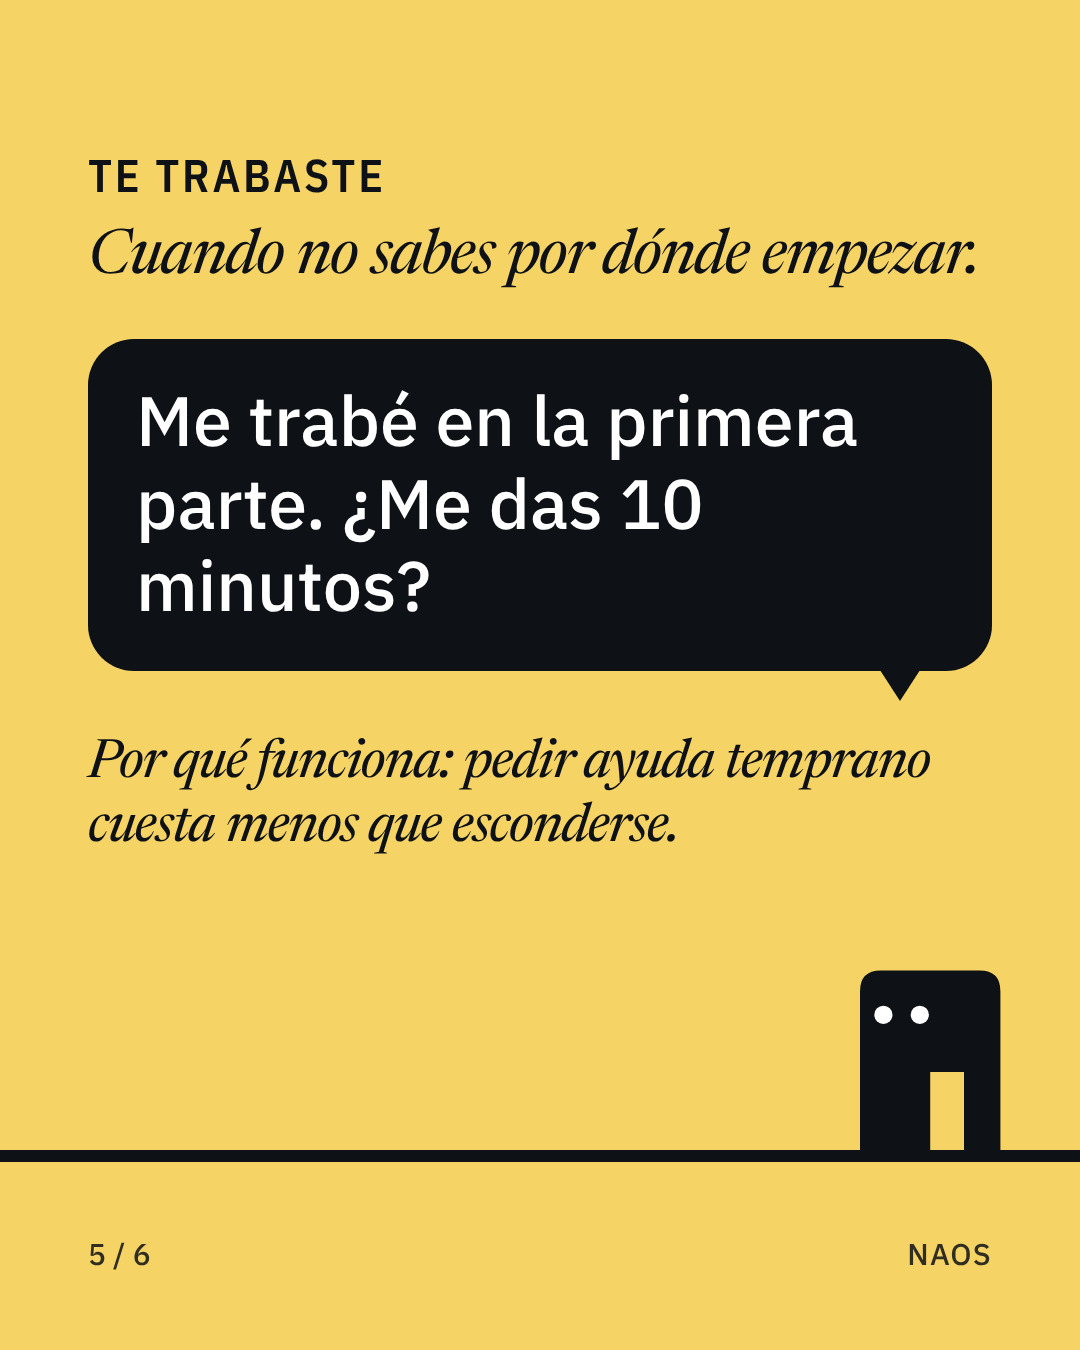 TE TRABASTE
Cuando no sabes por dónde empezar.
Me trabé en la primera
parte. ¿Me das 10
minutos?
Por qué funciona: pedir ayuda temprano
cuesta menos que esconderse.
5 / 6
NAOS